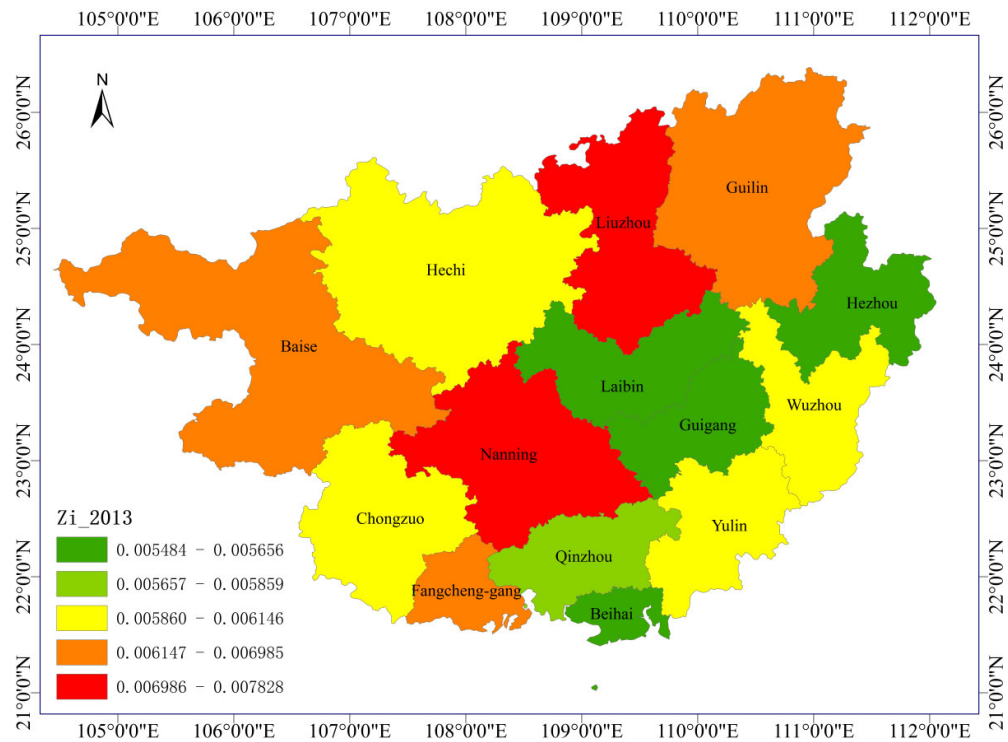 105°0'0"E 106°0'0"E 107°0'0"E 108°0'0"E 109°0'0"E 110°0'0"E 111°0'0"E 112°0'0"E
N
26°0'0"N 26°0'0"N
Guilin
Liuzhou
25°0'0"N 25°0'0"N
Hechi
Hezhou
24°0'0"N 24°0'0"N
Baise
Laibin
Wuzhou
Guigang
Nanning
23°0'0"N 23°0'0"N
Chongzuo
Yulin
Zi_2013
0.005484 - 0.005656
Qinzhou
0.005657 - 0.005859
22°0'0"N 22°0'0"N
Fangcheng-gang
Beihai
0.005860 - 0.006146
0.006147 - 0.006985
0.006986 - 0.007828
21°0'0"N 21°0'0"N
105°0'0"E 106°0'0"E 107°0'0"E 108°0'0"E 109°0'0"E 110°0'0"E 111°0'0"E 112°0'0"E